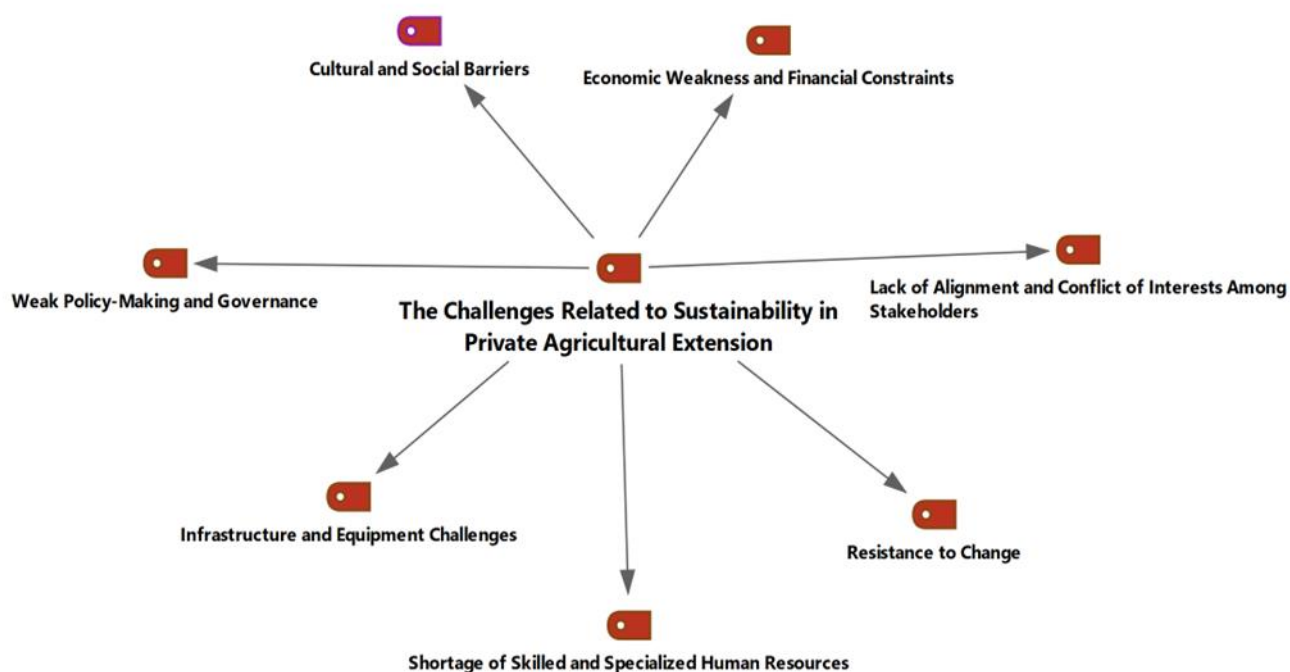 Cultural and Social Barriers
Economic Weakness and Financial Constraints
Weak Policy-Making and Governance
The Challenges Related to Sustainability in
Private Agricultural Extension
Lack of Alignment and Conflict of Interests Among
Stakeholders
Infrastructure and Equipment Challenges
Resistance to Change
Shortage of Skilled and Specialized Human Resources